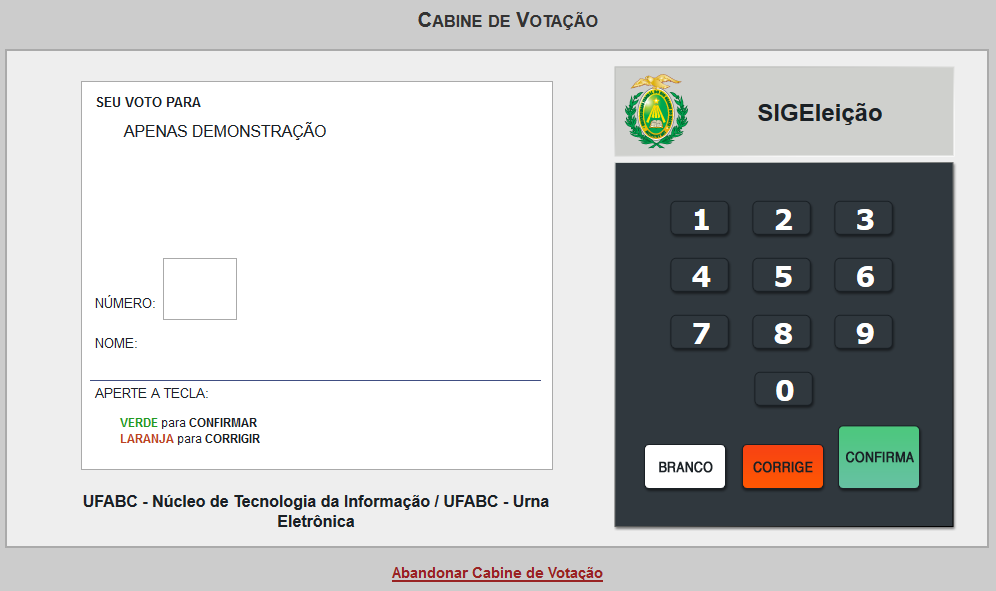 CABINE DE VOTAÇÃO
SEU VOTO PARA
APENAS DEMONSTRAÇÃO
NÚMERO:
NOME:
APERTE A TECLA:
VERDE para CONFIRMAR
LARANJA para CORRIGIR
UFABC - Núcleo de Tecnologia da Informação / UFABC - Urna
Eletrônica
SIGEleição
1 2 3
4 5 6
7 8 9
0
BRANCO CORRIGE CONFIRMA
Abandonar Cabine de Votação